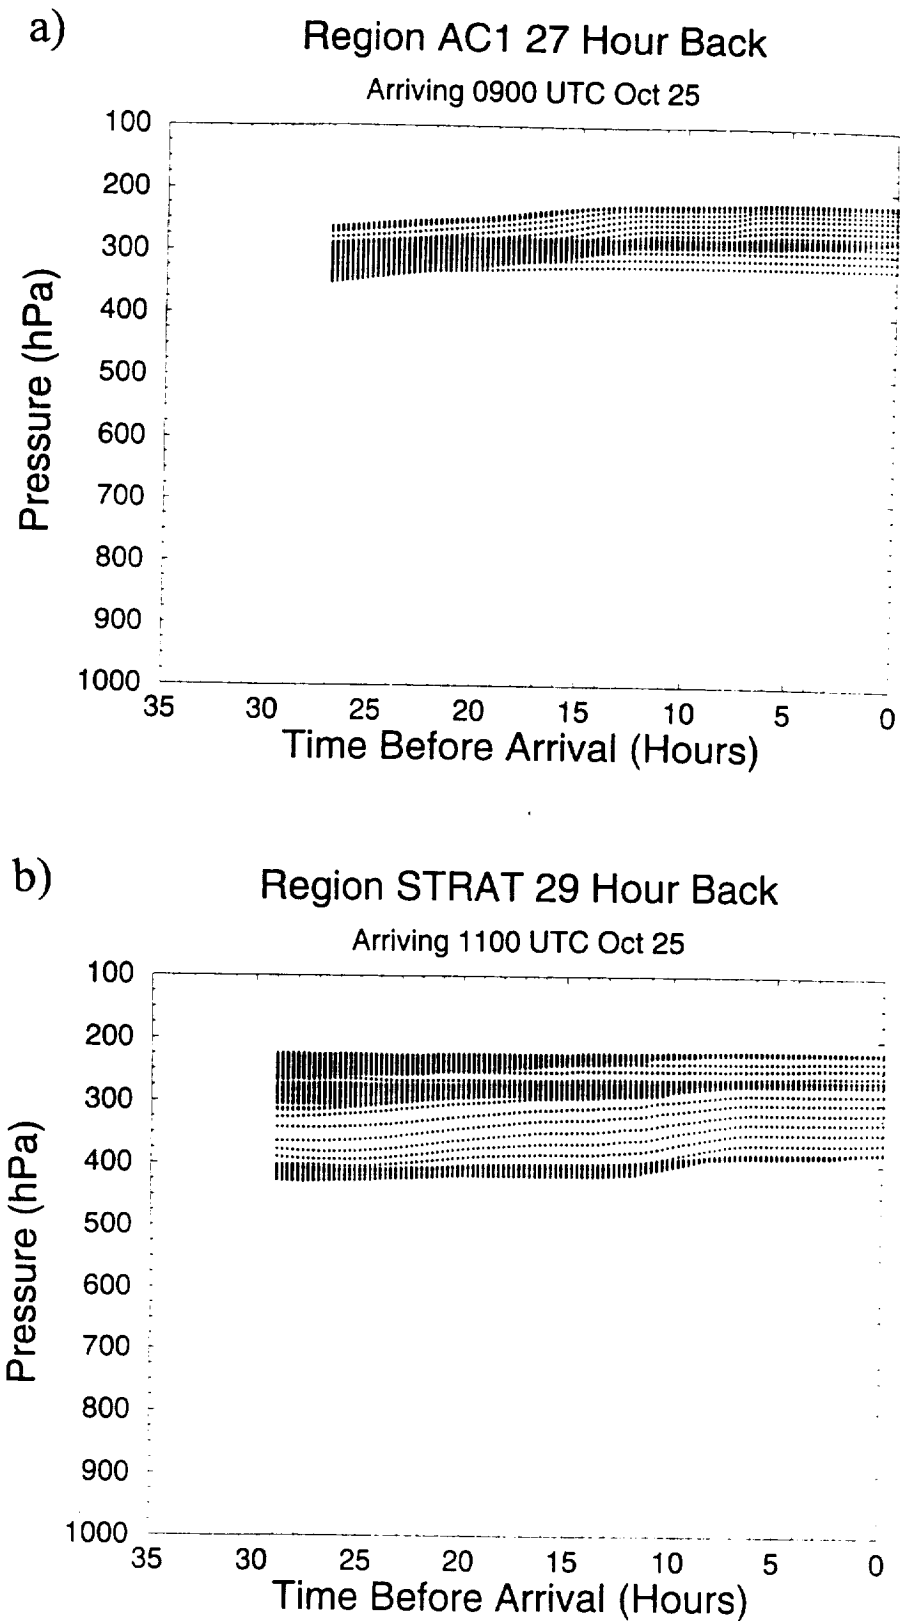 a)
Region AC1 27 Hour Back
Arriving 0900 UTC Oct 25
100
200
300
400
500
600
700
800
900
1000
Pressure (hPa)
35 30 25 20 15 10 5 0
Time Before Arrival (Hours)
b)
Region STRAT 29 Hour Back
Arriving 1100 UTC Oct 25
100
200
300
400
500
600
700
800
900
1000
Pressure (hPa)
35 30 25 20 15 10 5 0
Time Before Arrival (Hours)